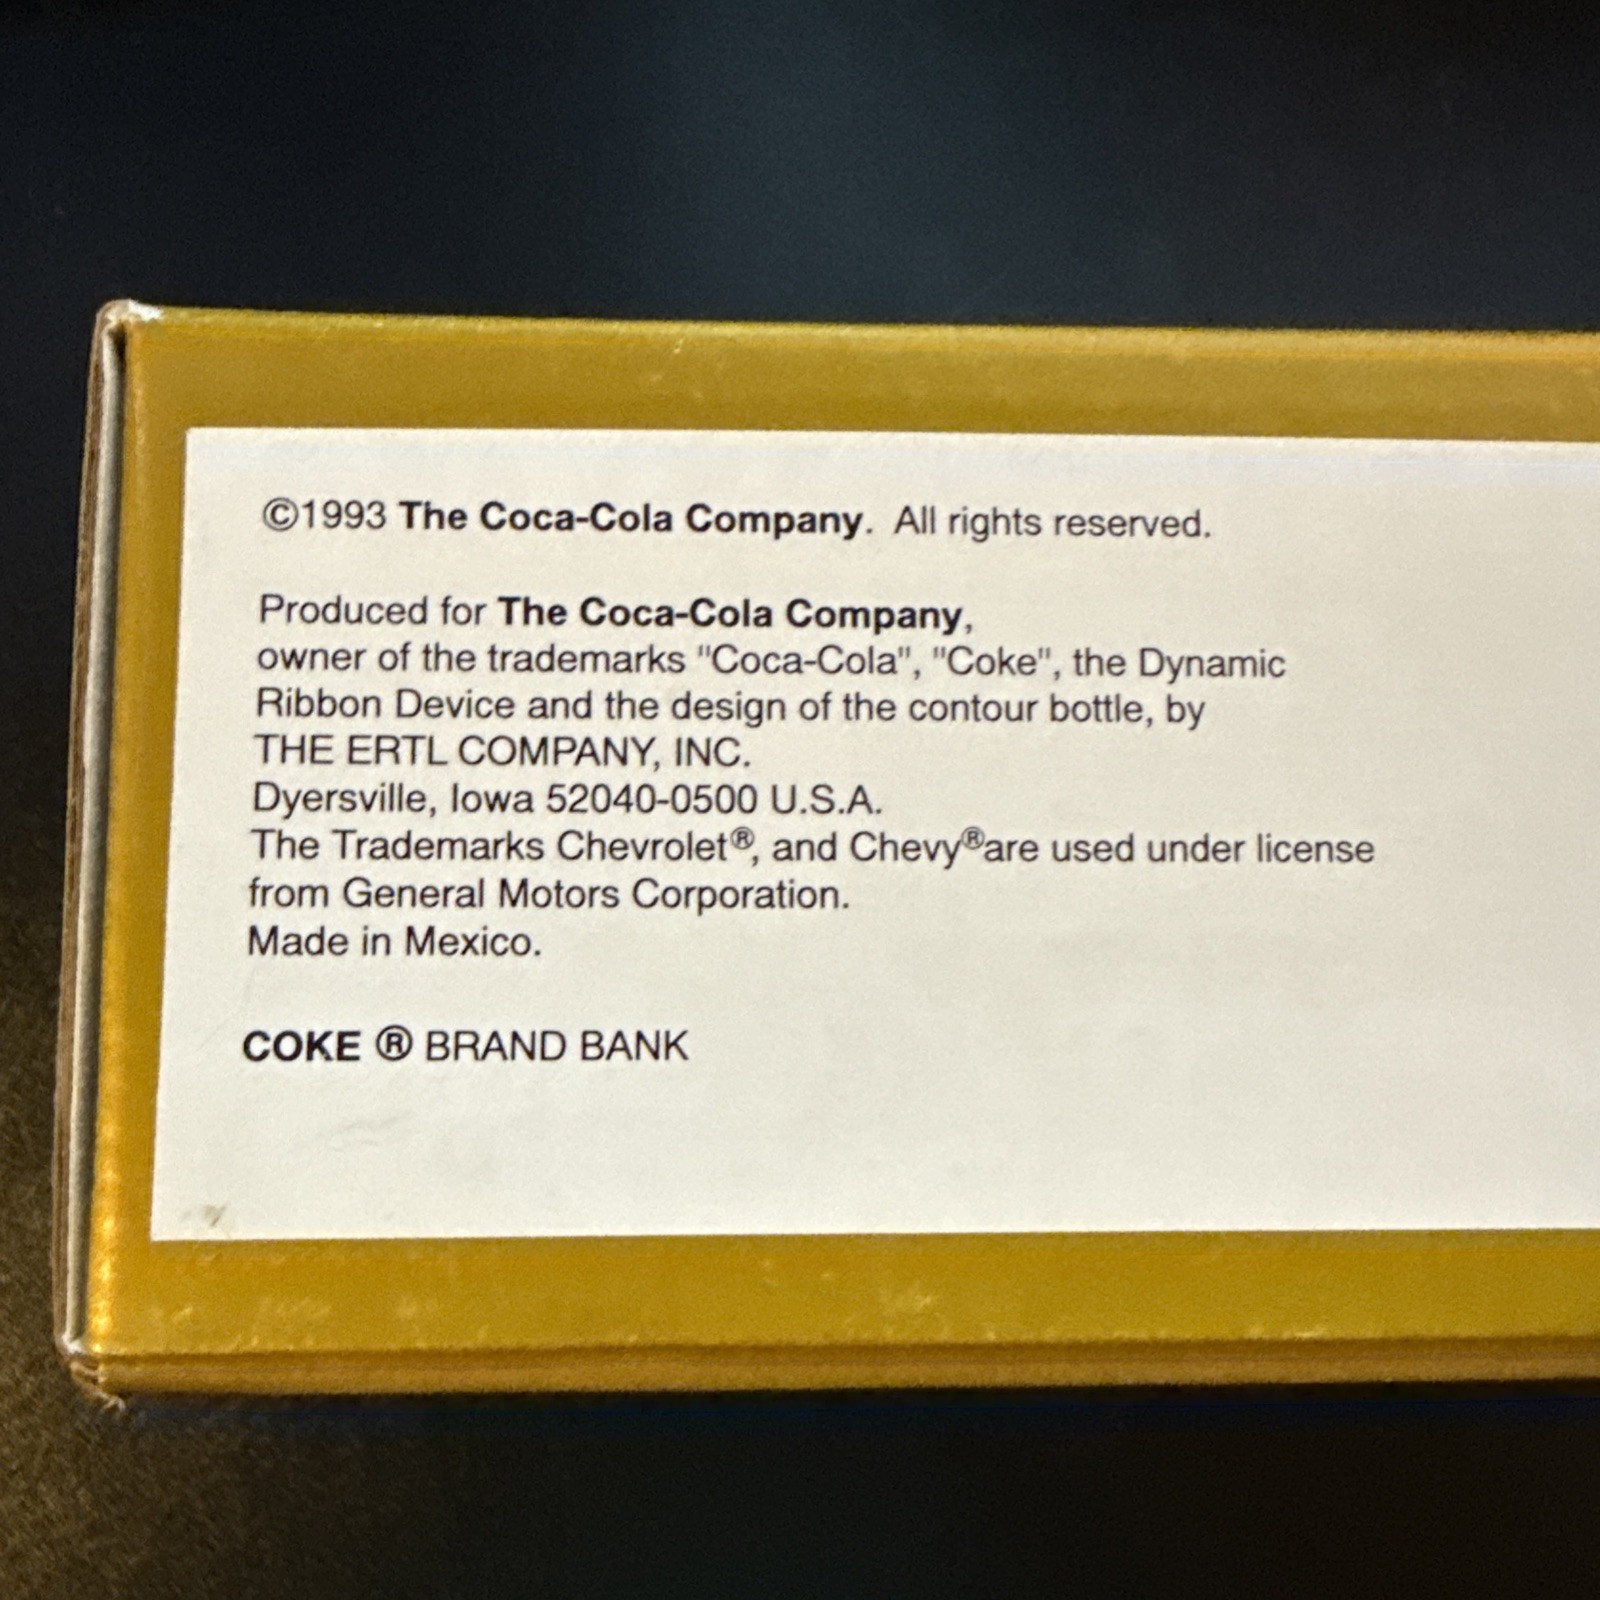 ©1993 The Coca-Cola Company. All rights reserved.
Produced for The Coca-Cola Company,
owner of the trademarks "Coca-Cola", "Coke", the Dynamic
Ribbon Device and the design of the contour bottle, by
THE ERTL COMPANY, INC.
Dyersville, Iowa 52040-0500 U.S.A.
The Trademarks Chevrolet®, and Chevy®are used under license
from General Motors Corporation.
Made in Mexico.
COKE ® BRAND BANK